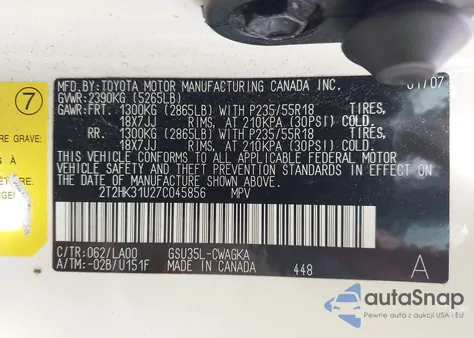 MFD. BY: TOYOTA MOTOR MANUFACTURING CANADA INC. 01/07
GVWR: 2390KG (5265LB)
GAWR: FRT. 1300KG (2865LB) WITH P235/55R18 TIRES,
18X7JJ RIMS, AT 210KPA (30PSI) COLD.
RR. 1300KG (2865LB) WITH P235/55R18 TIRES,
18X7JJ RIMS, AT 210KPA (30PSI) COLD.
THIS VEHICLE CONFORMS TO ALL APPLICABLE FEDERAL MOTOR
VEHICLE SAFETY AND THEFT PREVENTION STANDARDS IN EFFECT
ON THE DATE OF MANUFACTURE SHOWN ABOVE.
2T2HK31U27C045856 MPV
C/TR: 062/LA00 GSU35L-CWAGKA
A/TM: -02B/U151F MADE IN CANADA 448 A
7
RE GRAVE:
autoSnap
Pewne auta z aukcji USA i EU